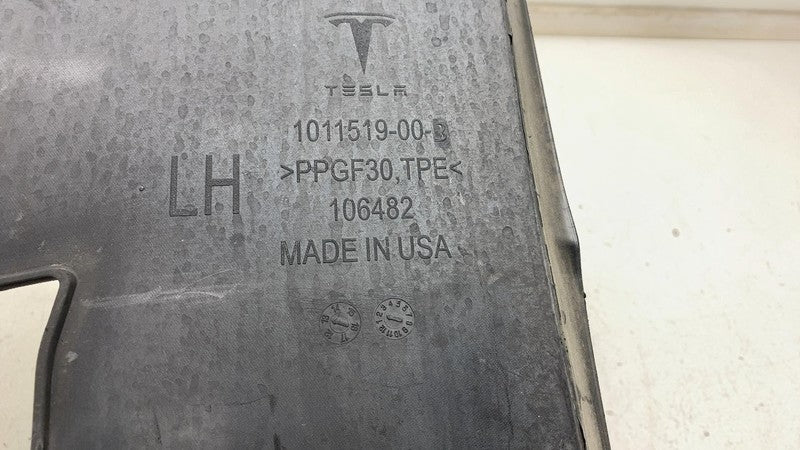 TESLA
1011519-00-B
LH
>PPGF30,TPE<
106482
MADE IN USA